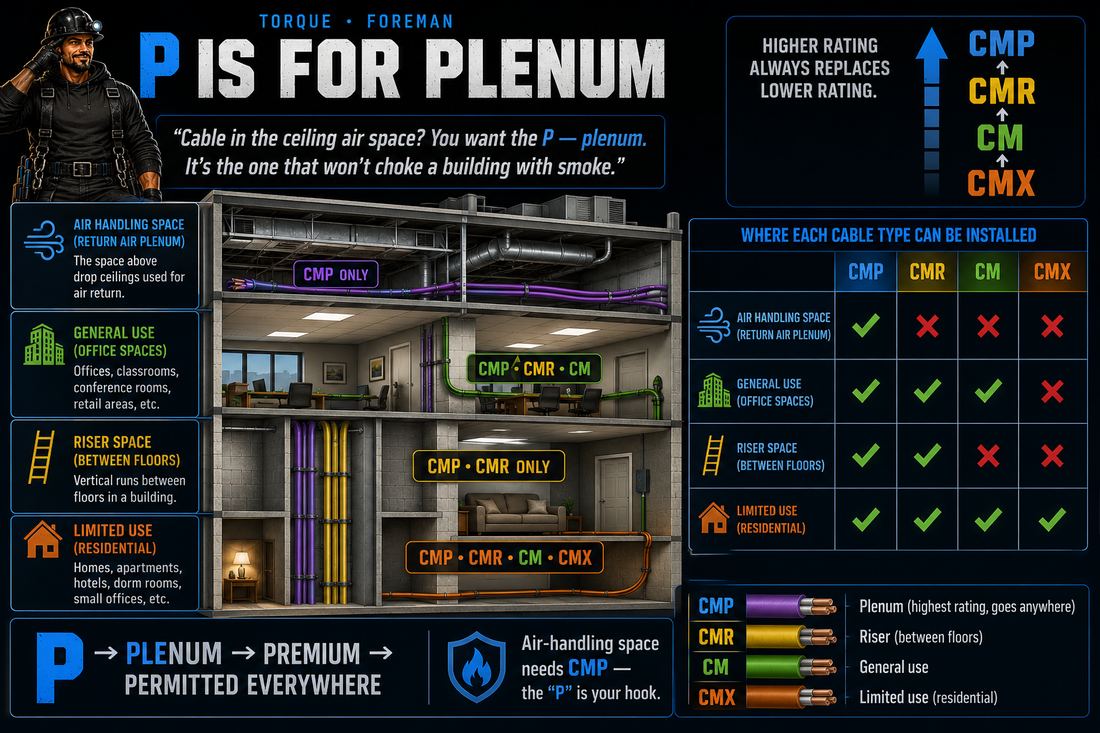 TORQUE • FOREMAN
P IS FOR PLENUM
“Cable in the ceiling air space? You want the P — plenum.
It’s the one that won’t choke a building with smoke.”
HIGHER RATING
ALWAYS REPLACES
LOWER RATING.
CMP
CMR
CM
CMX
AIR HANDLING SPACE
(RETURN AIR PLENUM)
The space above
drop ceilings used for
air return.
GENERAL USE
(OFFICE SPACES)
Offices, classrooms,
conference rooms,
retail areas, etc.
RISER SPACE
(BETWEEN FLOORS)
Vertical runs between
floors in a building.
LIMITED USE
(RESIDENTIAL)
Homes, apartments,
hotels, dorm rooms,
small offices, etc.
CMP ONLY
CMP • CMR • CM
CMP • CMR ONLY
CMP • CMR • CM • CMX
WHERE EACH CABLE TYPE CAN BE INSTALLED
CMP CMR CM CMX
AIR HANDLING SPACE
(RETURN AIR PLENUM)
GENERAL USE
(OFFICE SPACES)
RISER SPACE
(BETWEEN FLOORS)
LIMITED USE
(RESIDENTIAL)
P → PLENUM → PREMIUM →
PERMITTED EVERYWHERE
Air-handling space
needs CMP —
the “P” is your hook.
CMP Plenum (highest rating, goes anywhere)
CMR Riser (between floors)
CM General use
CMX Limited use (residential)